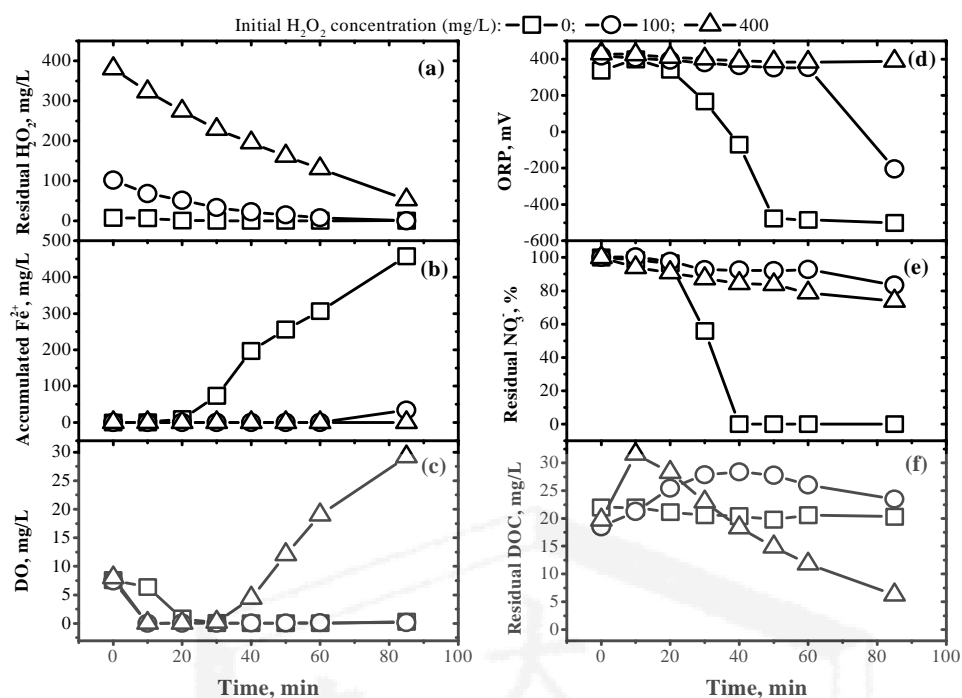 Initial H₂O₂ concentration (mg/L): 0; 100; 400
(a)
Residual H₂O₂, mg/L
400
300
200
100
0
(b)
Accumulated Fe²⁺, mg/L
500
400
300
200
100
0
(c)
DO, mg/L
30
25
20
15
10
5
0
0 20 40 60 80 100
Time, min
(d)
ORP, mV
400
200
0
-200
-400
-600
(e)
Residual NO₃⁻, %
100
80
60
40
20
0
(f)
Residual DOC, mg/L
30
25
20
15
10
5
0
0 20 40 60 80 100
Time, min
大